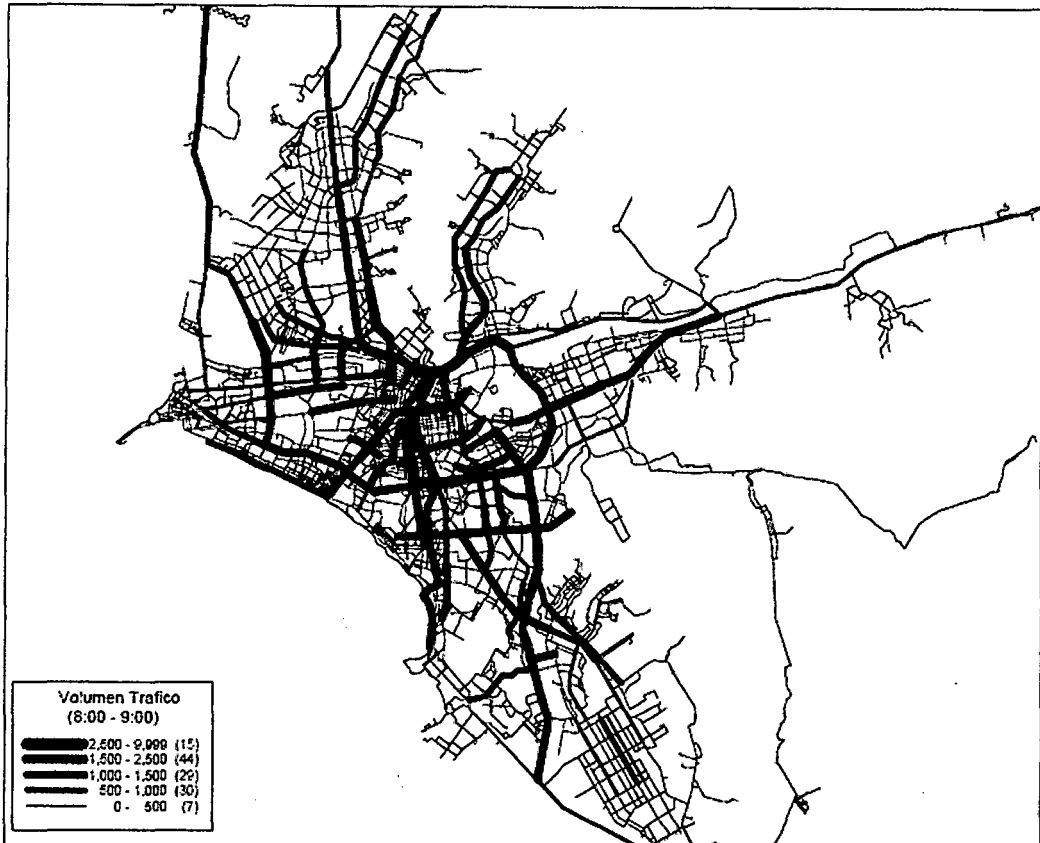 Volumen Trafico
(8:00 - 9:00)
2,500 - 9,999 (15)
1,500 - 2,500 (44)
1,000 - 1,500 (29)
500 - 1,000 (30)
0 - 500 (7)